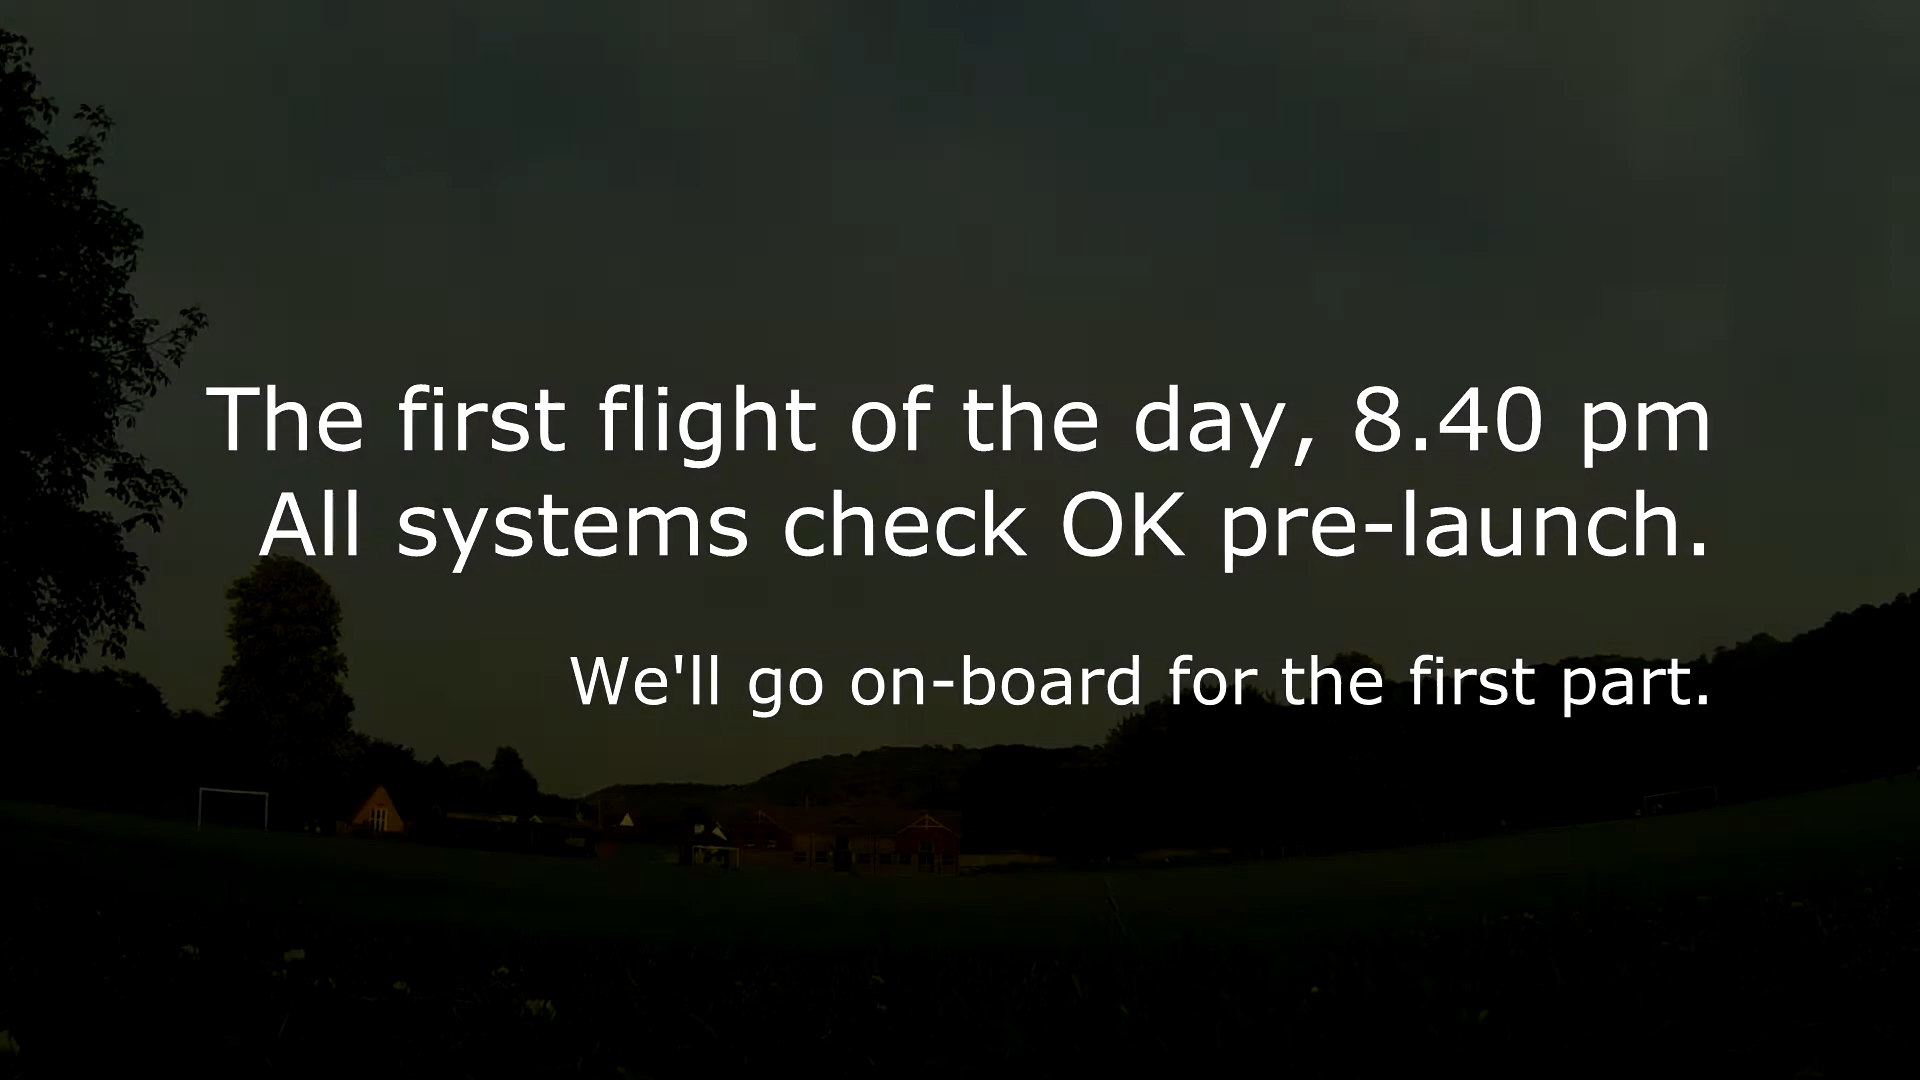 The first flight of the day, 8.40 pm
All systems check OK pre-launch.
We'll go on-board for the first part.